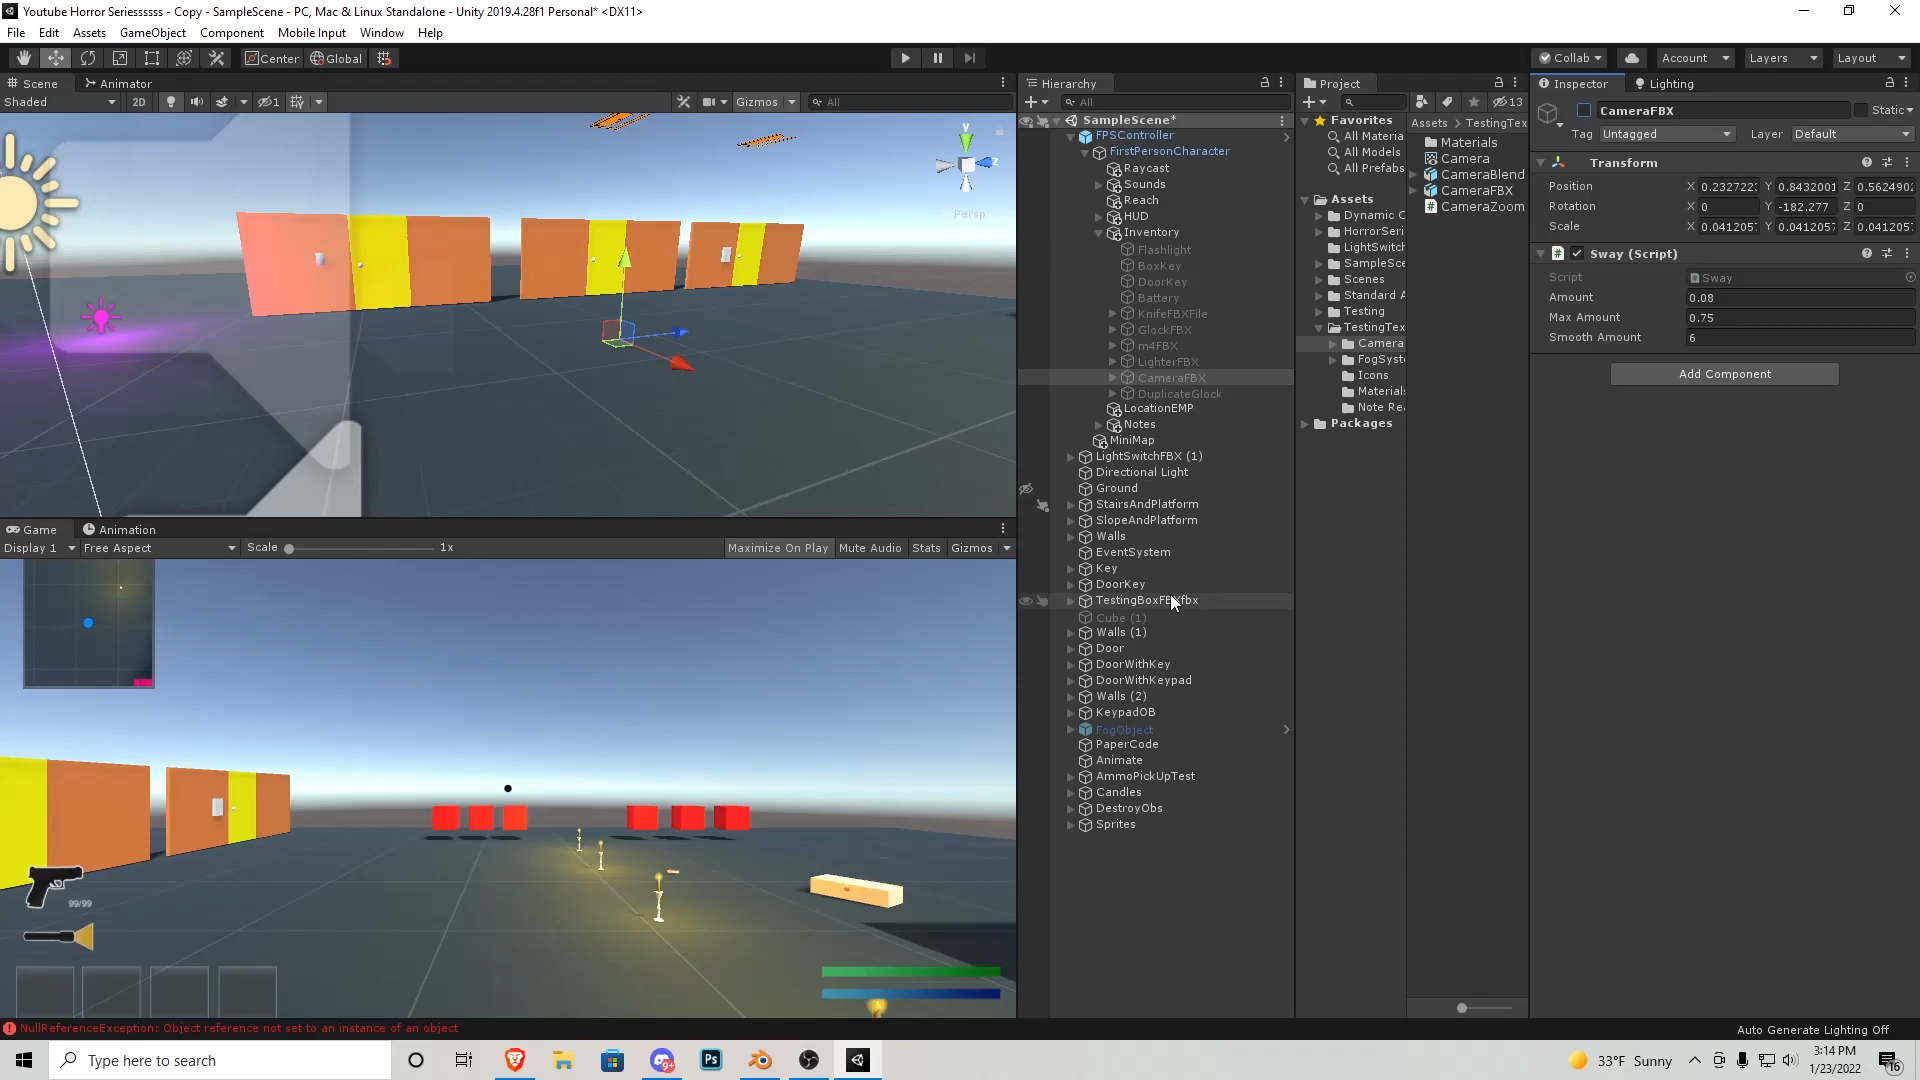 Youtube Horror Seriesssss - Copy - SampleScene - PC, Mac & Linux Standalone - Unity 2019.4.28f1 Personal* <DX11>
File Edit Assets GameObject Component Mobile Input Window Help
Center Global Collab Account Layers Layout
Scene Animator
Shaded 2D Gizmos All
y
z
Persp
Game Animation
Display 1 Free Aspect Scale 1x Maximize On Play Mute Audio Stats Gizmos
99/99
Hierarchy
All
SampleScene*
FPSController
FirstPersonCharacter
Raycast
Sounds
Reach
HUD
Inventory
Flashlight
BoxKey
DoorKey
Battery
KnifeFBXFile
GlockFBX
m4FBX
LighterFBX
CameraFBX
DuplicateGlock
LocationEMP
Notes
MiniMap
LightSwitchFBX (1)
Directional Light
Ground
StairsAndPlatform
SlopeAndPlatform
Walls
EventSystem
Key
DoorKey
TestingBoxFBXfbx
Cube (1)
Walls (1)
Door
DoorWithKey
DoorWithKeypad
Walls (2)
KeypadOB
FogObject
PaperCode
Animate
AmmoPickUpTest
Candles
DestroyObs
Sprites
Project
13
Favorites
All Materia
All Models
All Prefabs
Assets
Dynamic C
HorrorSeri
LightSwitch
SampleSce
Scenes
Standard A
Testing
TestingTex
Camera
FogSyst
Icons
Material
Note Re
Packages
Assets > TestingTex
Materials
Camera
CameraBlend
CameraFBX
CameraZoom
Inspector Lighting
CameraFBX Static
Tag Untagged Layer Default
Transform
Position X 0.232722 Y 0.8432001 Z 0.562490
Rotation X 0 Y -182.277 Z 0
Scale X 0.041205 Y 0.041205 Z 0.041205
Sway (Script)
Script Sway
Amount 0.08
Max Amount 0.75
Smooth Amount 6
Add Component
NullReferenceException: Object reference not set to an instance of an object
Auto Generate Lighting Off
Type here to search
Ps
9+
33°F Sunny
3:14 PM
1/23/2022
16